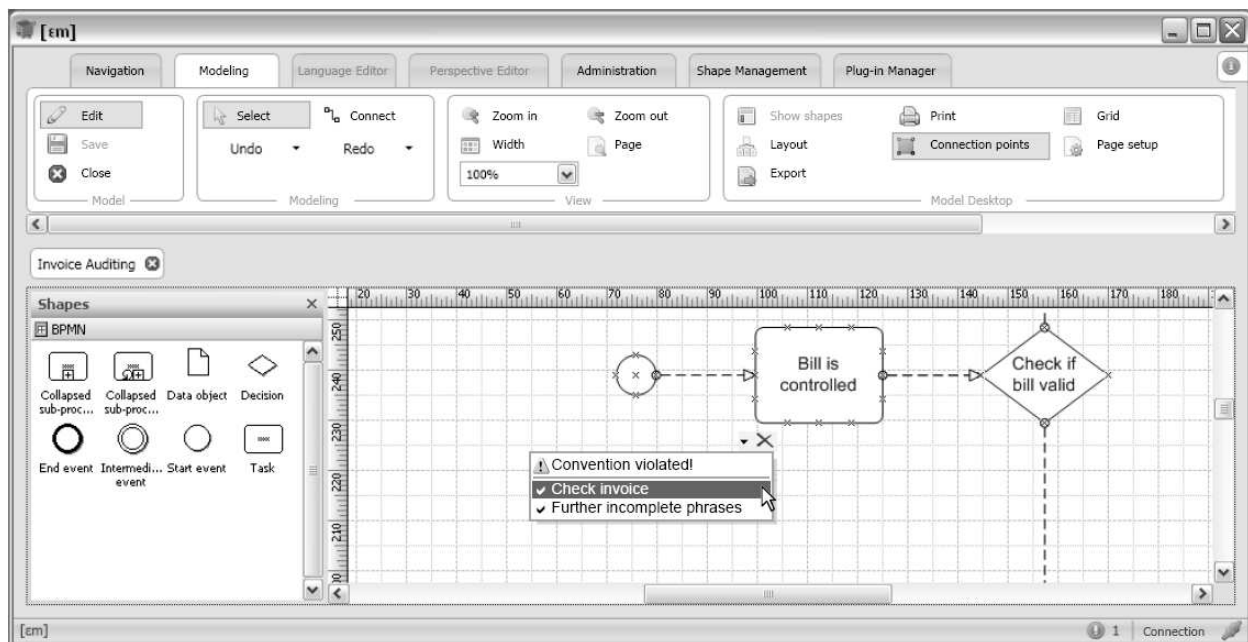 [εm]
Navigation Modeling Language Editor Perspective Editor Administration Shape Management Plug-in Manager
Edit Select Connect Zoom in Zoom out Show shapes Print Grid
Save Undo Redo Width Page Layout Connection points Page setup
Close 100% Export
Model Modeling View Model Desktop
Invoice Auditing
Shapes
BPMN
Collapsed sub-proc... Collapsed sub-proc... Data object Decision
End event Intermedi... event Start event Task
20 30 40 50 60 70 80 90 100 110 120 130 140 150 160 170 180
250
240
230
220
210
Bill is
controlled
Check if
bill valid
Convention violated!
Check invoice
Further incomplete phrases
[εm] 1 Connection